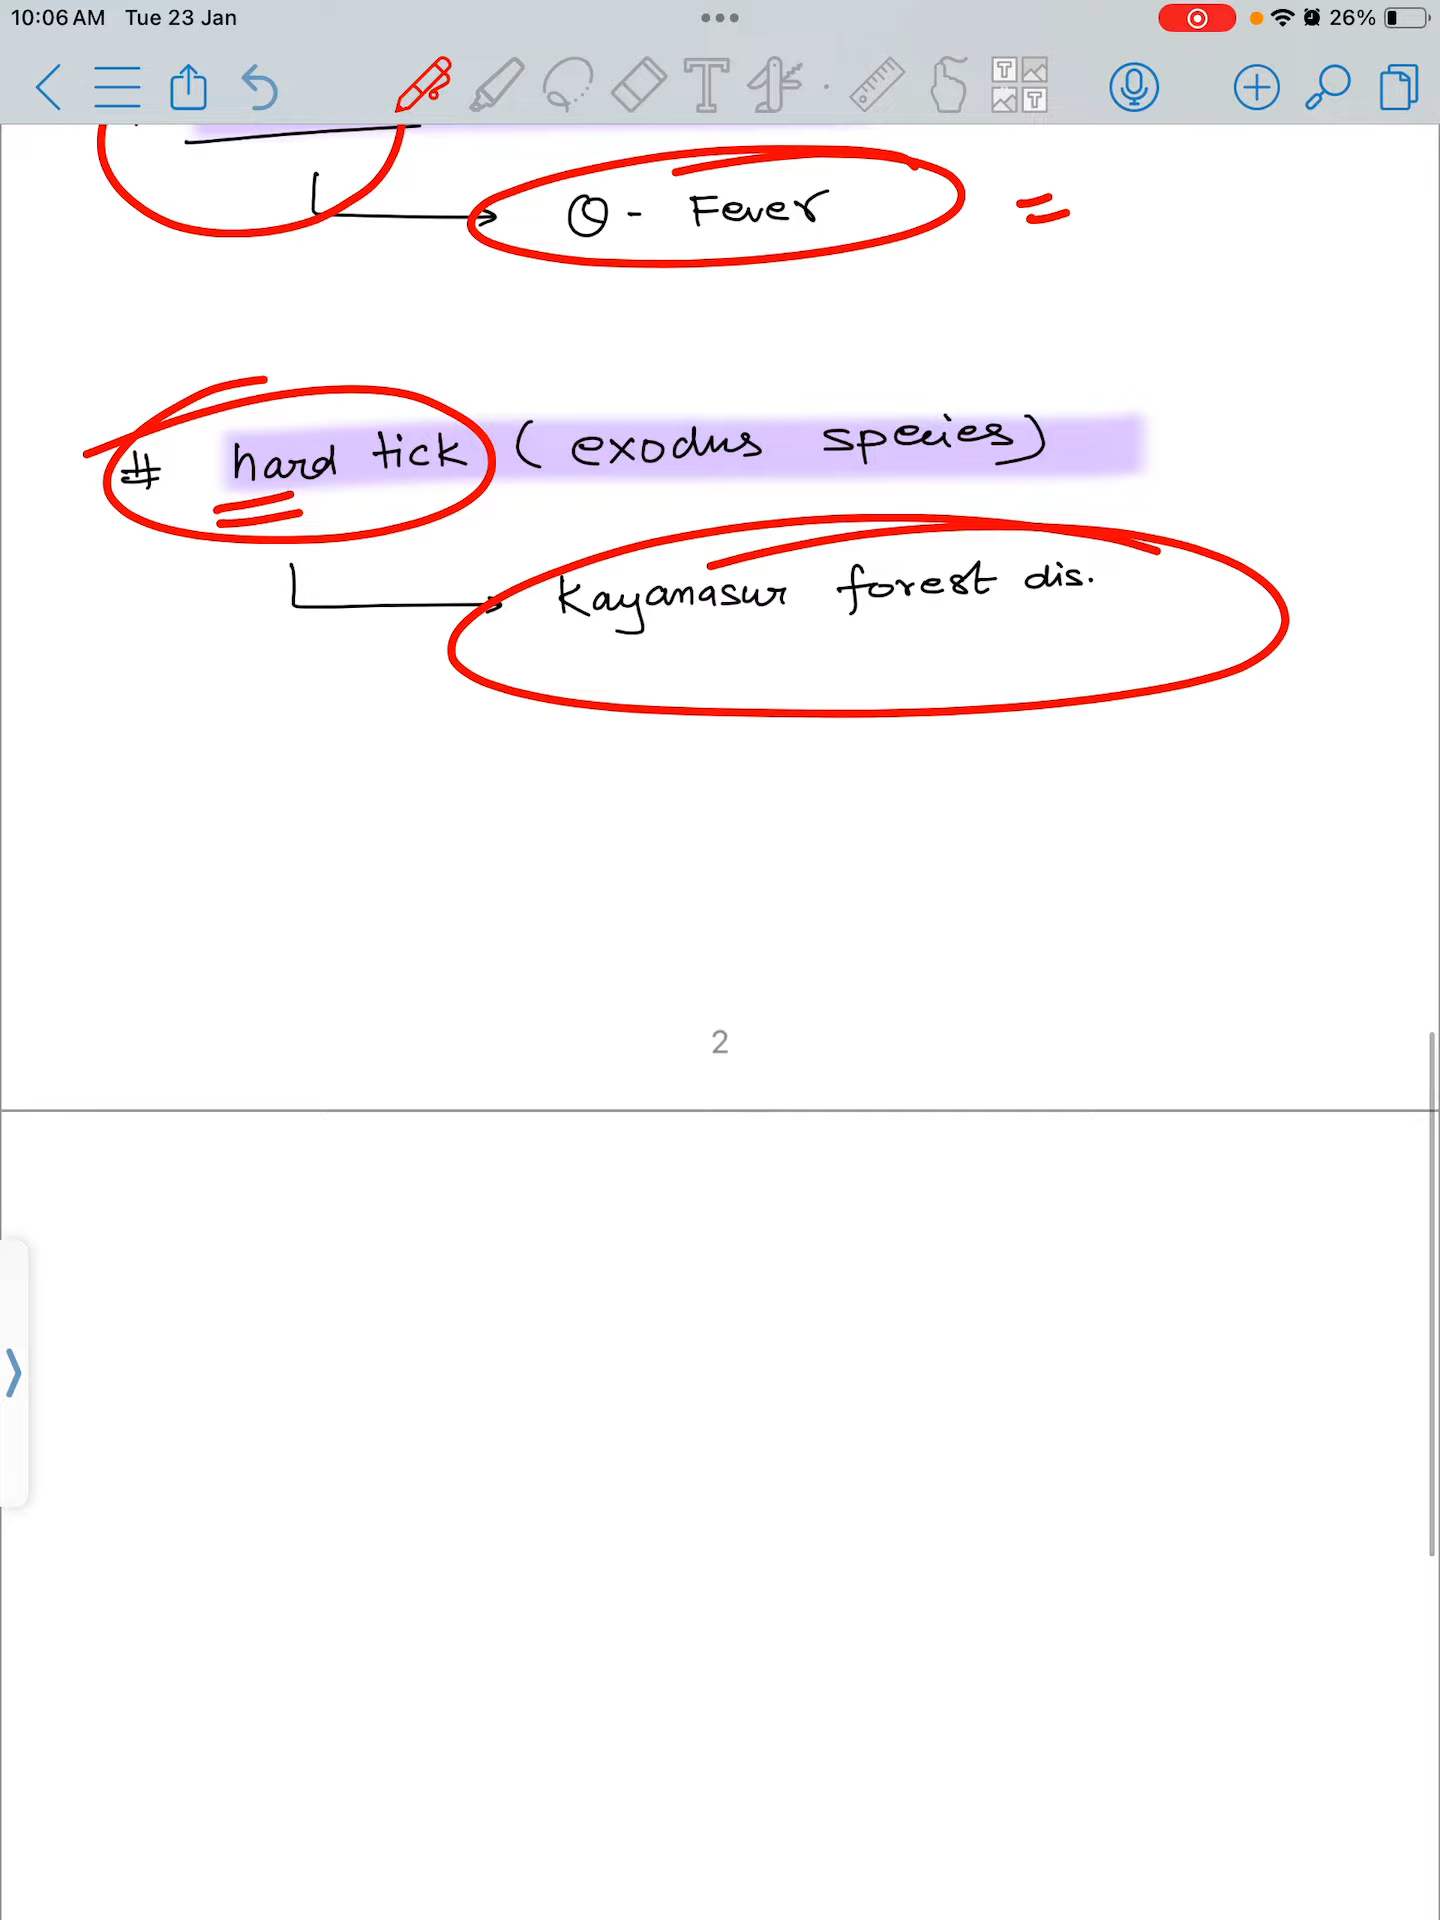 10:06 AM Tue 23 Jan
26%
Q - Fever
# hard tick ( exodus species)
Kayanasur forest dis.
2